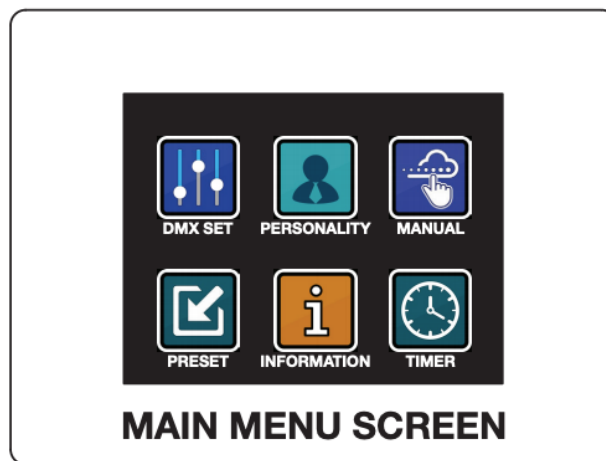 DMX SET PERSONALITY MANUAL
PRESET INFORMATION TIMER
MAIN MENU SCREEN